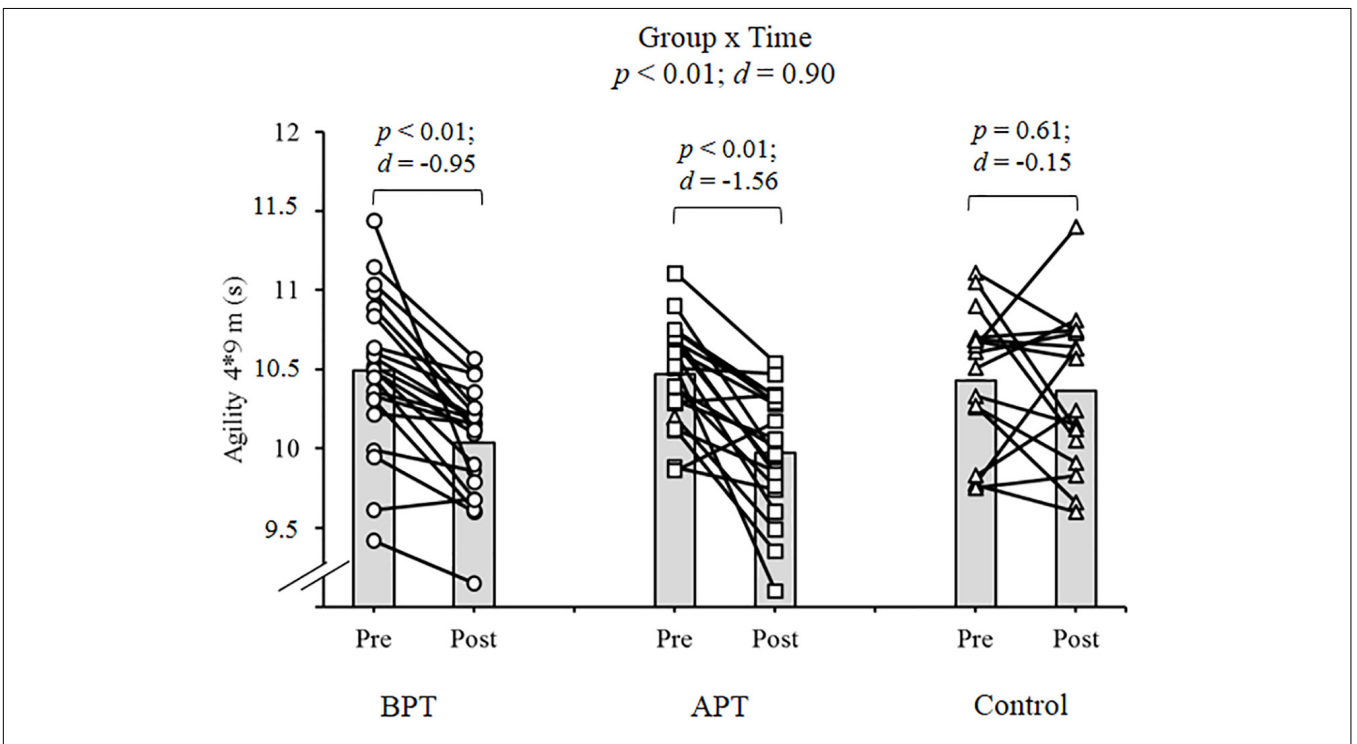 Group x Time
p < 0.01; d = 0.90
p < 0.01;
d = -0.95
p < 0.01;
d = -1.56
p = 0.61;
d = -0.15
Agility 4*9 m (s)
12
11.5
11
10.5
10
9.5
Pre Post Pre Post Pre Post
BPT APT Control